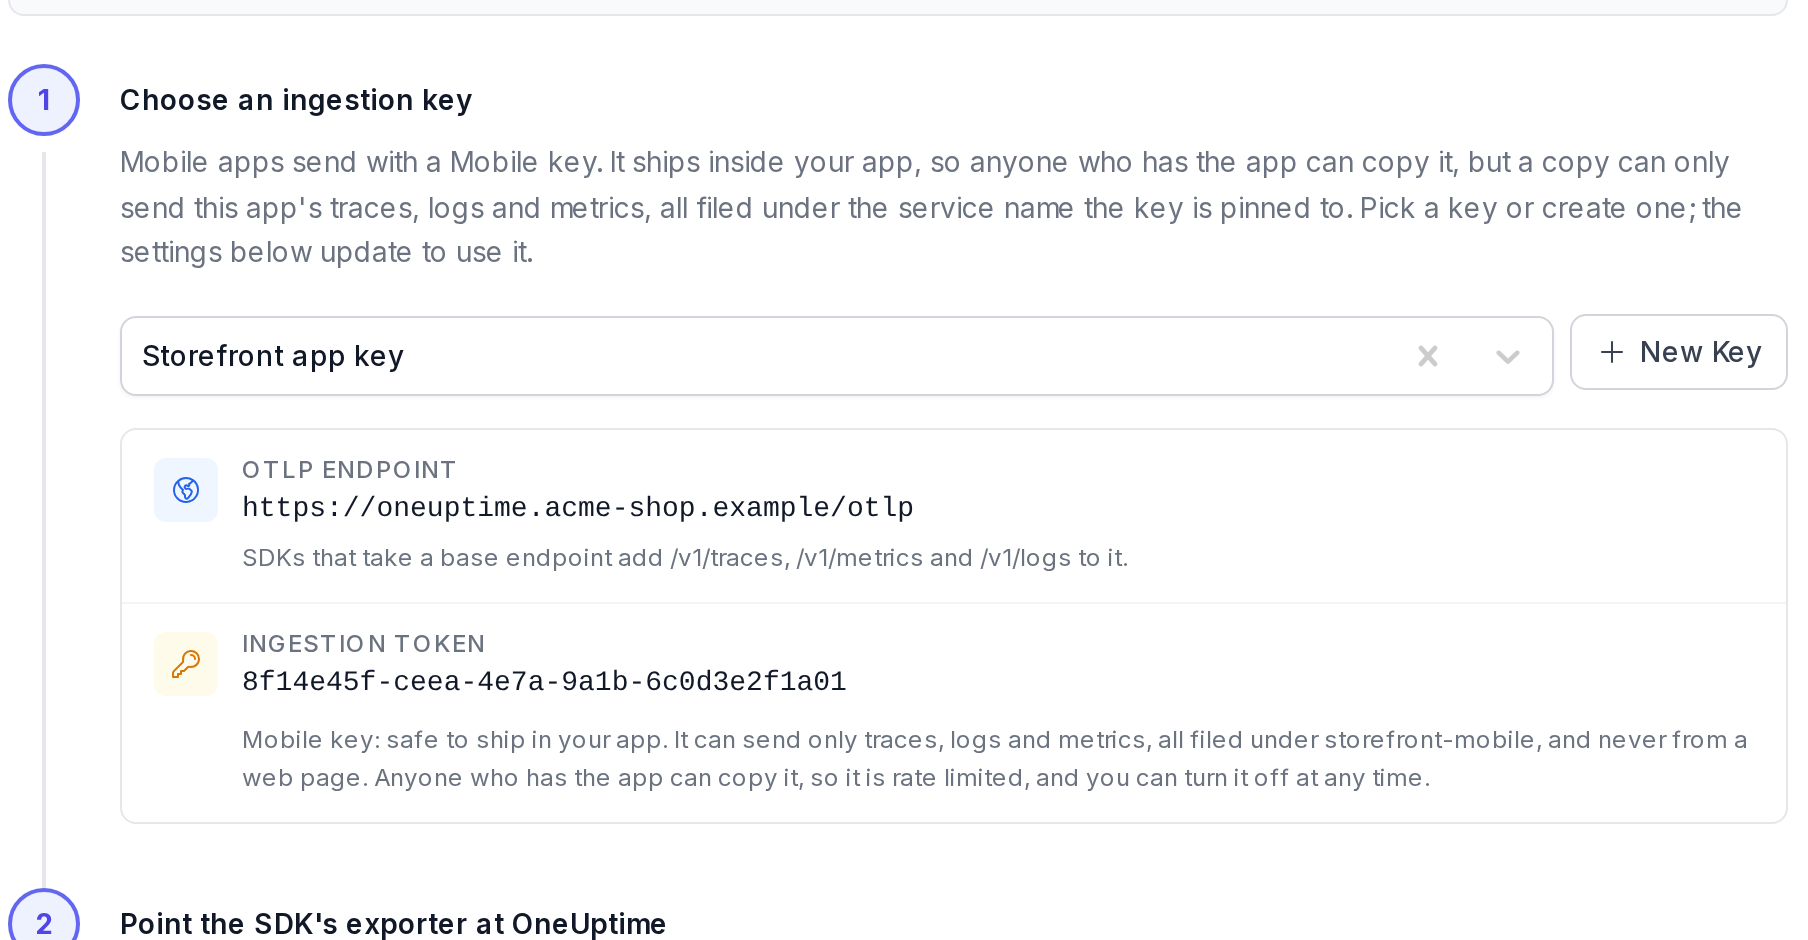 1
Choose an ingestion key
Mobile apps send with a Mobile key. It ships inside your app, so anyone who has the app can copy it, but a copy can only
send this app's traces, logs and metrics, all filed under the service name the key is pinned to. Pick a key or create one; the
settings below update to use it.
Storefront app key
New Key
OTLP ENDPOINT
https://oneuptime.acme-shop.example/otlp
SDKs that take a base endpoint add /v1/traces, /v1/metrics and /v1/logs to it.
INGESTION TOKEN
8f14e45f-ceea-4e7a-9a1b-6c0d3e2f1a01
Mobile key: safe to ship in your app. It can send only traces, logs and metrics, all filed under storefront-mobile, and never from a
web page. Anyone who has the app can copy it, so it is rate limited, and you can turn it off at any time.
2
Point the SDK's exporter at OneUptime